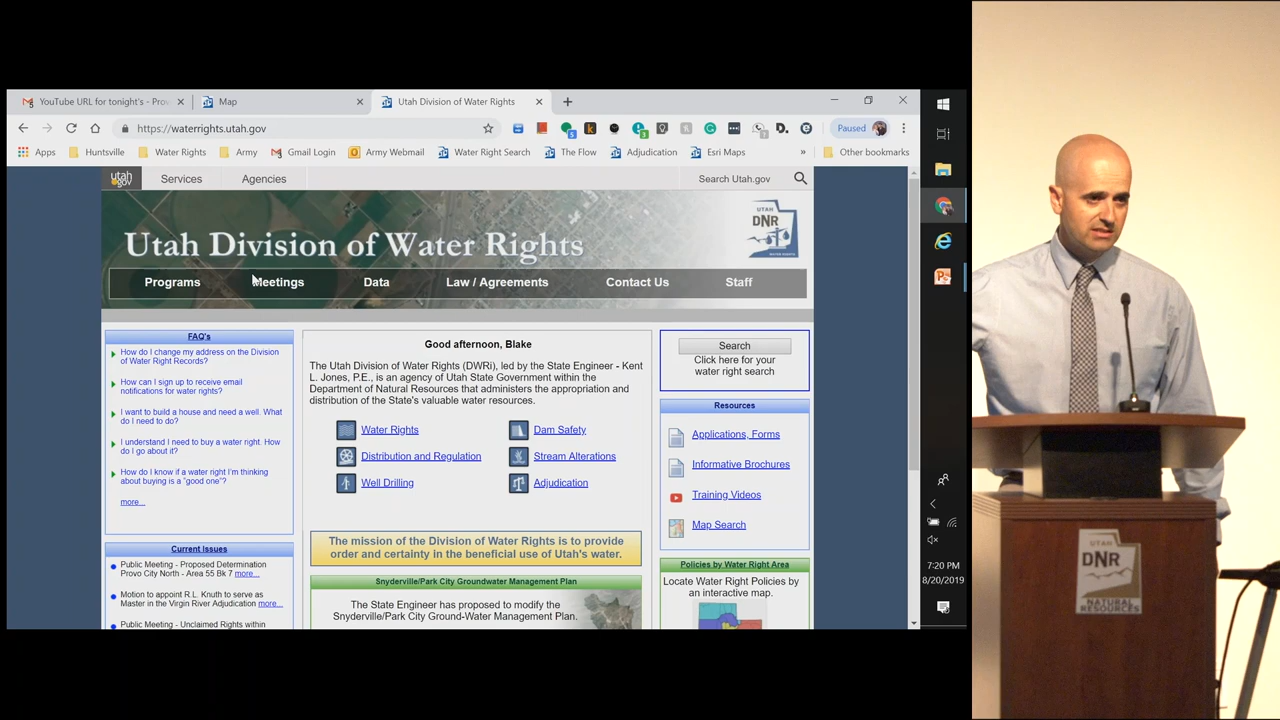 YouTube URL for tonight's - Pro
Map
Utah Division of Water Rights
https://waterrights.utah.gov
Paused
Apps
Huntsville
Water Rights
Army
Gmail Login
Army Webmail
Water Right Search
The Flow
Adjudication
Esri Maps
»
Other bookmarks
utah.gov
Services
Agencies
Search Utah.gov
Utah Division of Water Rights
UTAH
DNR
WATER RIGHTS
Programs
Meetings
Data
Law / Agreements
Contact Us
Staff
FAQ's
How do I change my address on the Division
of Water Right Records?
How can I sign up to receive email
notifications for water rights?
I want to build a house and need a well. What
do I need to do?
I understand I need to buy a water right. How
do I go about it?
How do I know if a water right I'm thinking
about buying is a "good one"?
more...
Current Issues
Public Meeting - Proposed Determination
Provo City North - Area 55 Bk 7 more...
Motion to appoint R.L. Knuth to serve as
Master in the Virgin River Adjudication more...
Public Meeting - Unclaimed Rights within
Good afternoon, Blake
The Utah Division of Water Rights (DWRi), led by the State Engineer - Kent
L. Jones, P.E., is an agency of Utah State Government within the
Department of Natural Resources that administers the appropriation and
distribution of the State's valuable water resources.
Water Rights
Dam Safety
Distribution and Regulation
Stream Alterations
Well Drilling
Adjudication
The mission of the Division of Water Rights is to provide
order and certainty in the beneficial use of Utah's water.
Snyderville/Park City Groundwater Management Plan
The State Engineer has proposed to modify the
Snyderville/Park City Ground-Water Management Plan.
Search
Click here for your
water right search
Resources
Applications, Forms
Informative Brochures
Training Videos
Map Search
Policies by Water Right Area
Locate Water Right Policies by
an interactive map.
7:20 PM
8/20/2019
UTAH
DNR
NATURAL
RESOURCES